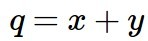 q = x + y